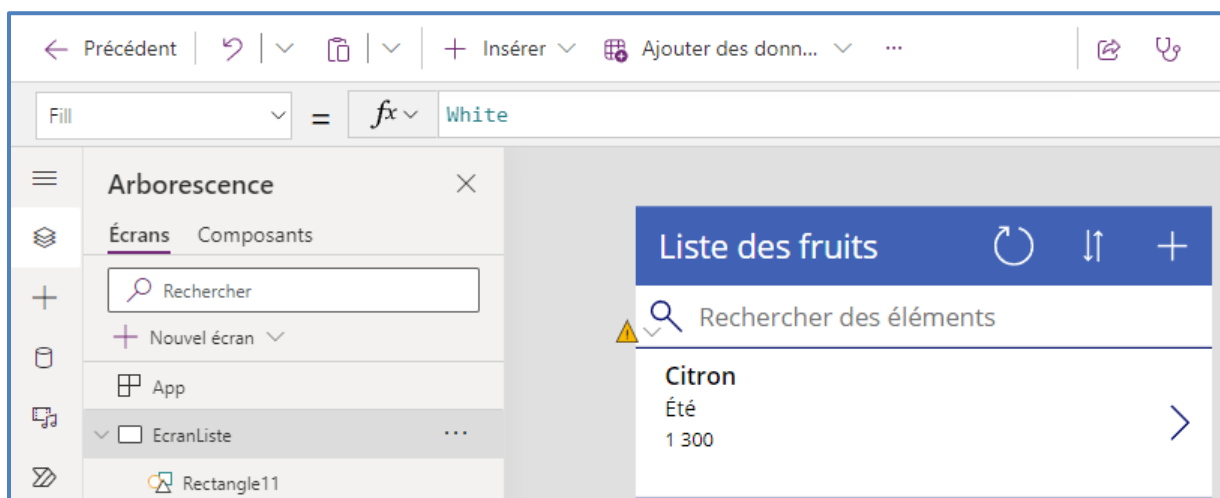 Précédent Insérer Ajouter des donn... ...
Fill = fx White
Arborescence
Écrans Composants
Rechercher
Nouvel écran
App
EcranListe ...
Rectangle11
Liste des fruits
Rechercher des éléments
Citron
Été
1 300